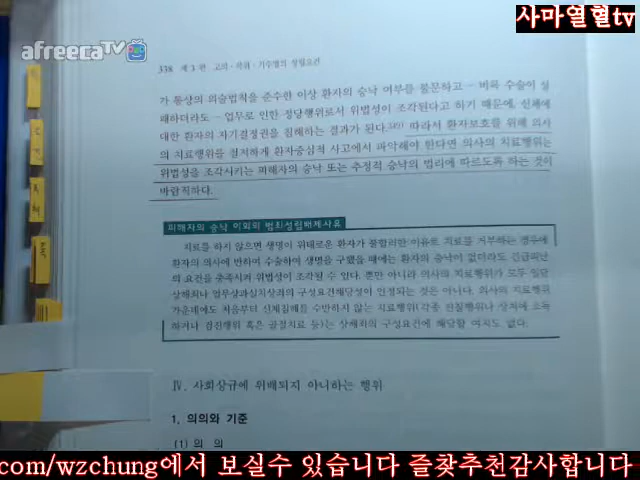 사마열혈tv
afreecaTV
338 제 3 편 고의·작위·기수범의 성립요건
가 통상의 의술법칙을 준수한 이상 환자의 승낙 여부를 불문하고 - 비록 수술이 실
패하더라도 - 업무로 인한 정당행위로서 위법성이 조각된다고 하기 때문에, 신체에
대한 환자의 자기결정권을 침해하는 결과가 된다. 따라서 환자보호를 위해 의사
의 치료행위를 철저하게 환자중심적 사고에서 파악해야 한다면 의사의 치료행위는
위법성을 조각시키는 피해자의 승낙 또는 추정적 승낙의 법리에 따르도록 하는 것이
바람직하다.
피해자의 승낙 이외의 범죄성립배제사유
치료를 하지 않으면 생명이 위태로운 환자가 불합리한 이유로 치료를 거부하는 경우에
환자의 의사에 반하여 수술하여 생명을 구했을 때에는 환자의 승낙이 없더라도 긴급피난
의 요건을 충족시켜 위법성이 조각될 수 있다. 뿐만 아니라 의사의 치료행위가 모두 일단
상해죄나 업무상과실치상죄의 구성요건해당성이 인정되는 것은 아니다. 의사의 치료행위
가운데에도 처음부터 신체침해를 수반하지 않는 치료행위(각종 진찰행위나 상처에 소독
하거나 검진행위 혹은 골절치료 등)는 상해죄의 구성요건에 해당할 여지도 없다.
Ⅳ. 사회상규에 위배되지 아니하는 행위
1. 의의와 기준
(1) 의 의
com/wzchung에서 보실수 있습니다 즐찾추천감사합니다